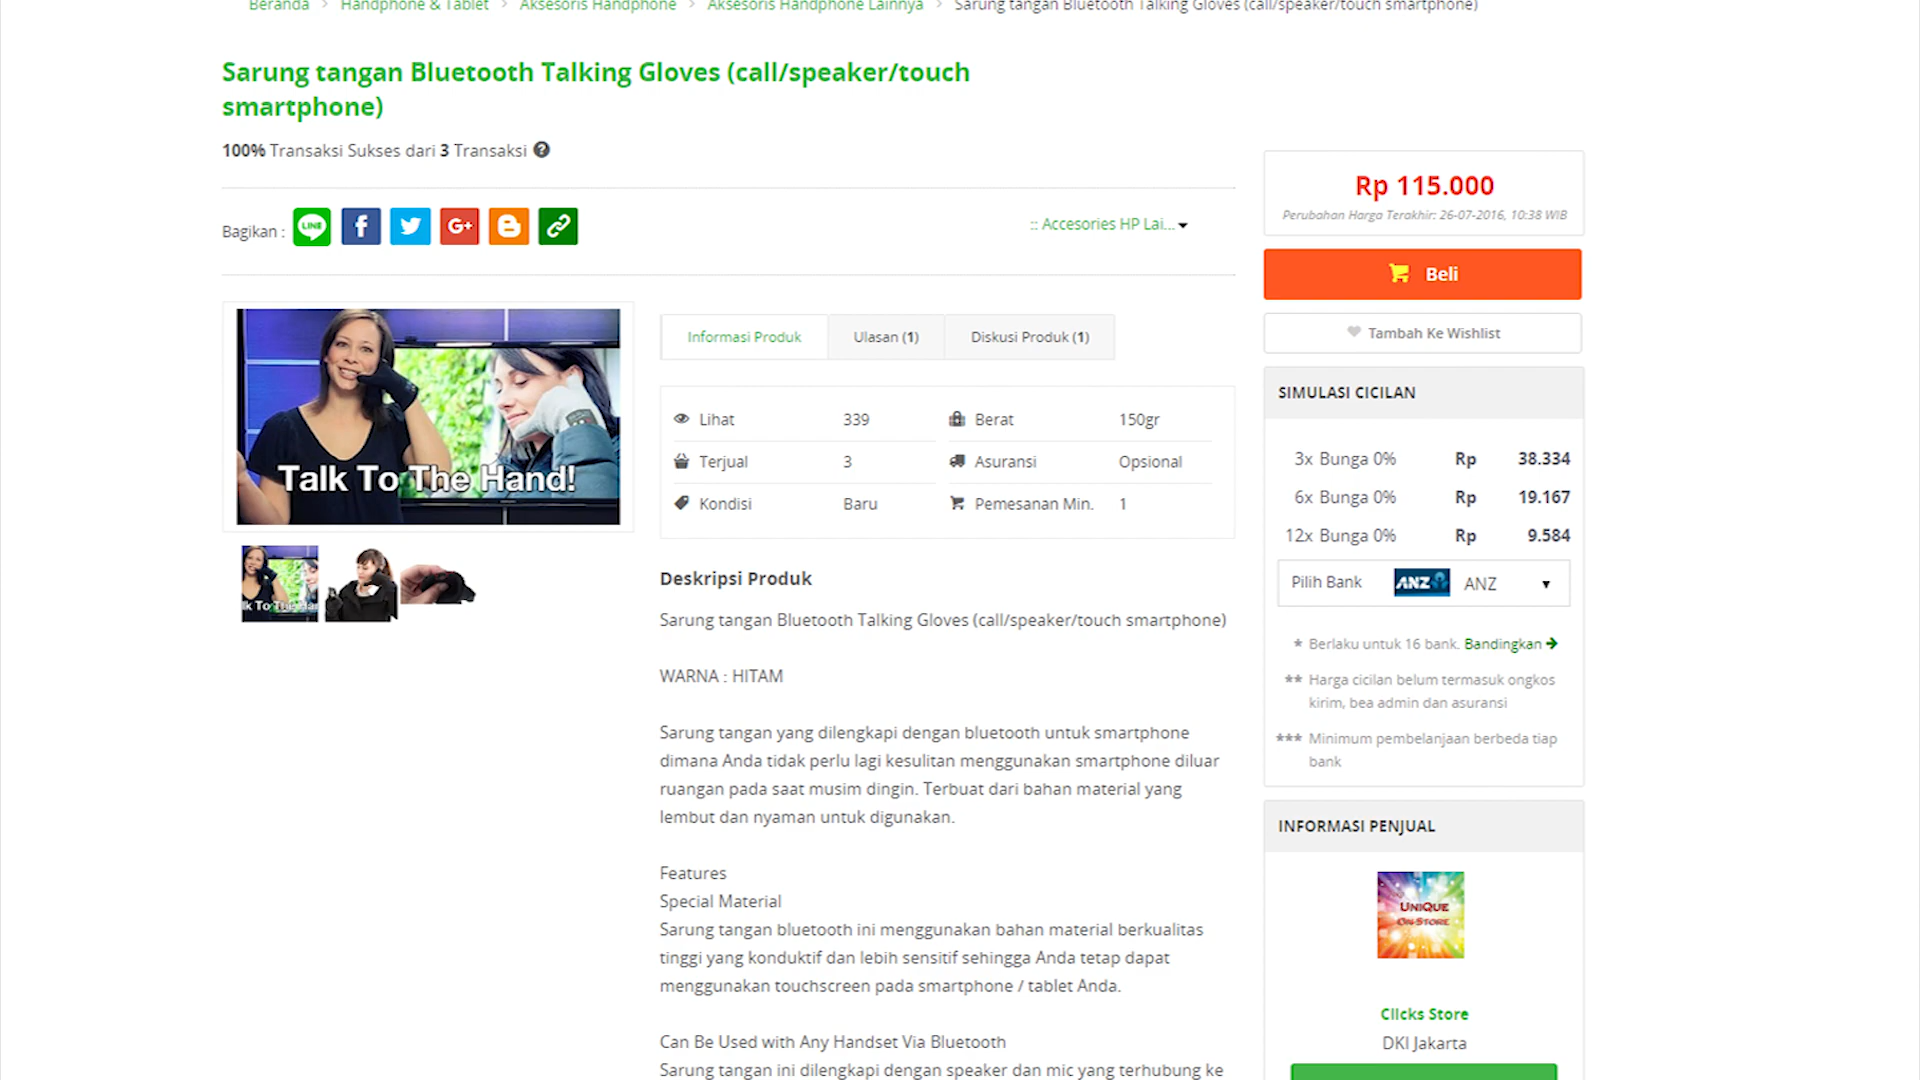 Beranda > Handphone & Tablet > Aksesoris Handphone > Aksesoris Handphone Lainnya > Sarung tangan Bluetooth Talking Gloves (call/speaker/touch smartphone)
Sarung tangan Bluetooth Talking Gloves (call/speaker/touch
smartphone)
100% Transaksi Sukses dari 3 Transaksi
Bagikan :
LINE
:: Accesories HP Lai...
Talk To The Hand!
Informasi Produk
Ulasan (1)
Diskusi Produk (1)
Lihat 339
Berat 150gr
Terjual 3
Asuransi Opsional
Kondisi Baru
Pemesanan Min. 1
Deskripsi Produk
Sarung tangan Bluetooth Talking Gloves (call/speaker/touch smartphone)
WARNA : HITAM
Sarung tangan yang dilengkapi dengan bluetooth untuk smartphone
dimana Anda tidak perlu lagi kesulitan menggunakan smartphone diluar
ruangan pada saat musim dingin. Terbuat dari bahan material yang
lembut dan nyaman untuk digunakan.
Features
Special Material
Sarung tangan bluetooth ini menggunakan bahan material berkualitas
tinggi yang konduktif dan lebih sensitif sehingga Anda tetap dapat
menggunakan touchscreen pada smartphone / tablet Anda.
Can Be Used with Any Handset Via Bluetooth
Sarung tangan ini dilengkapi dengan speaker dan mic yang terhubung ke
Rp 115.000
Perubahan Harga Terakhir: 26-07-2016, 10:38 WIB
Beli
Tambah Ke Wishlist
SIMULASI CICILAN
3x Bunga 0% Rp 38.334
6x Bunga 0% Rp 19.167
12x Bunga 0% Rp 9.584
Pilih Bank ANZ ANZ
* Berlaku untuk 16 bank. Bandingkan
** Harga cicilan belum termasuk ongkos
kirim, bea admin dan asuransi
*** Minimum pembelanjaan berbeda tiap
bank
INFORMASI PENJUAL
UNIQUE
ON-STORE
Clicks Store
DKI Jakarta